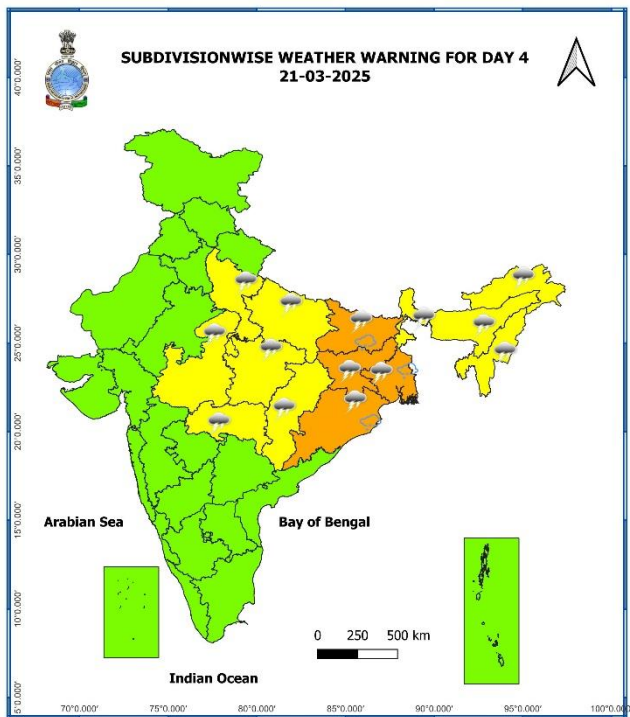 SUBDIVISIONWISE WEATHER WARNING FOR DAY 4
21-03-2025
40°0.000'
35°0.000'
30°0.000'
25°0.000'
20°0.000'
15°0.000'
10°0.000'
5°0.000'
Arabian Sea
Bay of Bengal
0 250 500 km
Indian Ocean
70°0.000' 75°0.000' 80°0.000' 85°0.000' 90°0.000' 95°0.000' 100°0.000'